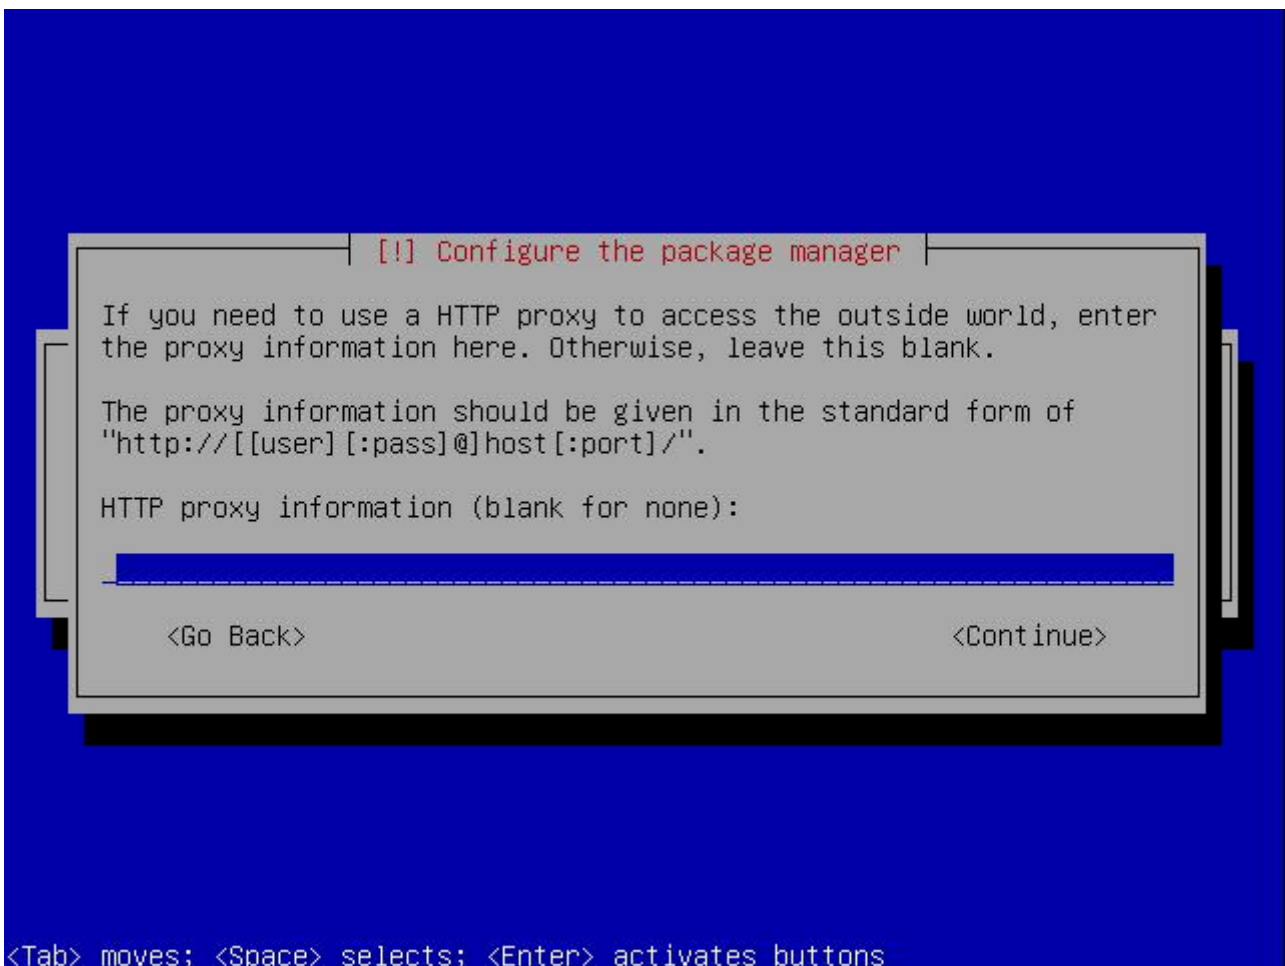 [!] Configure the package manager
If you need to use a HTTP proxy to access the outside world, enter
the proxy information here. Otherwise, leave this blank.
The proxy information should be given in the standard form of
"http://[[user][:pass]@]host[:port]/".
HTTP proxy information (blank for none):
<Go Back>
<Continue>
<Tab> moves; <Space> selects; <Enter> activates buttons